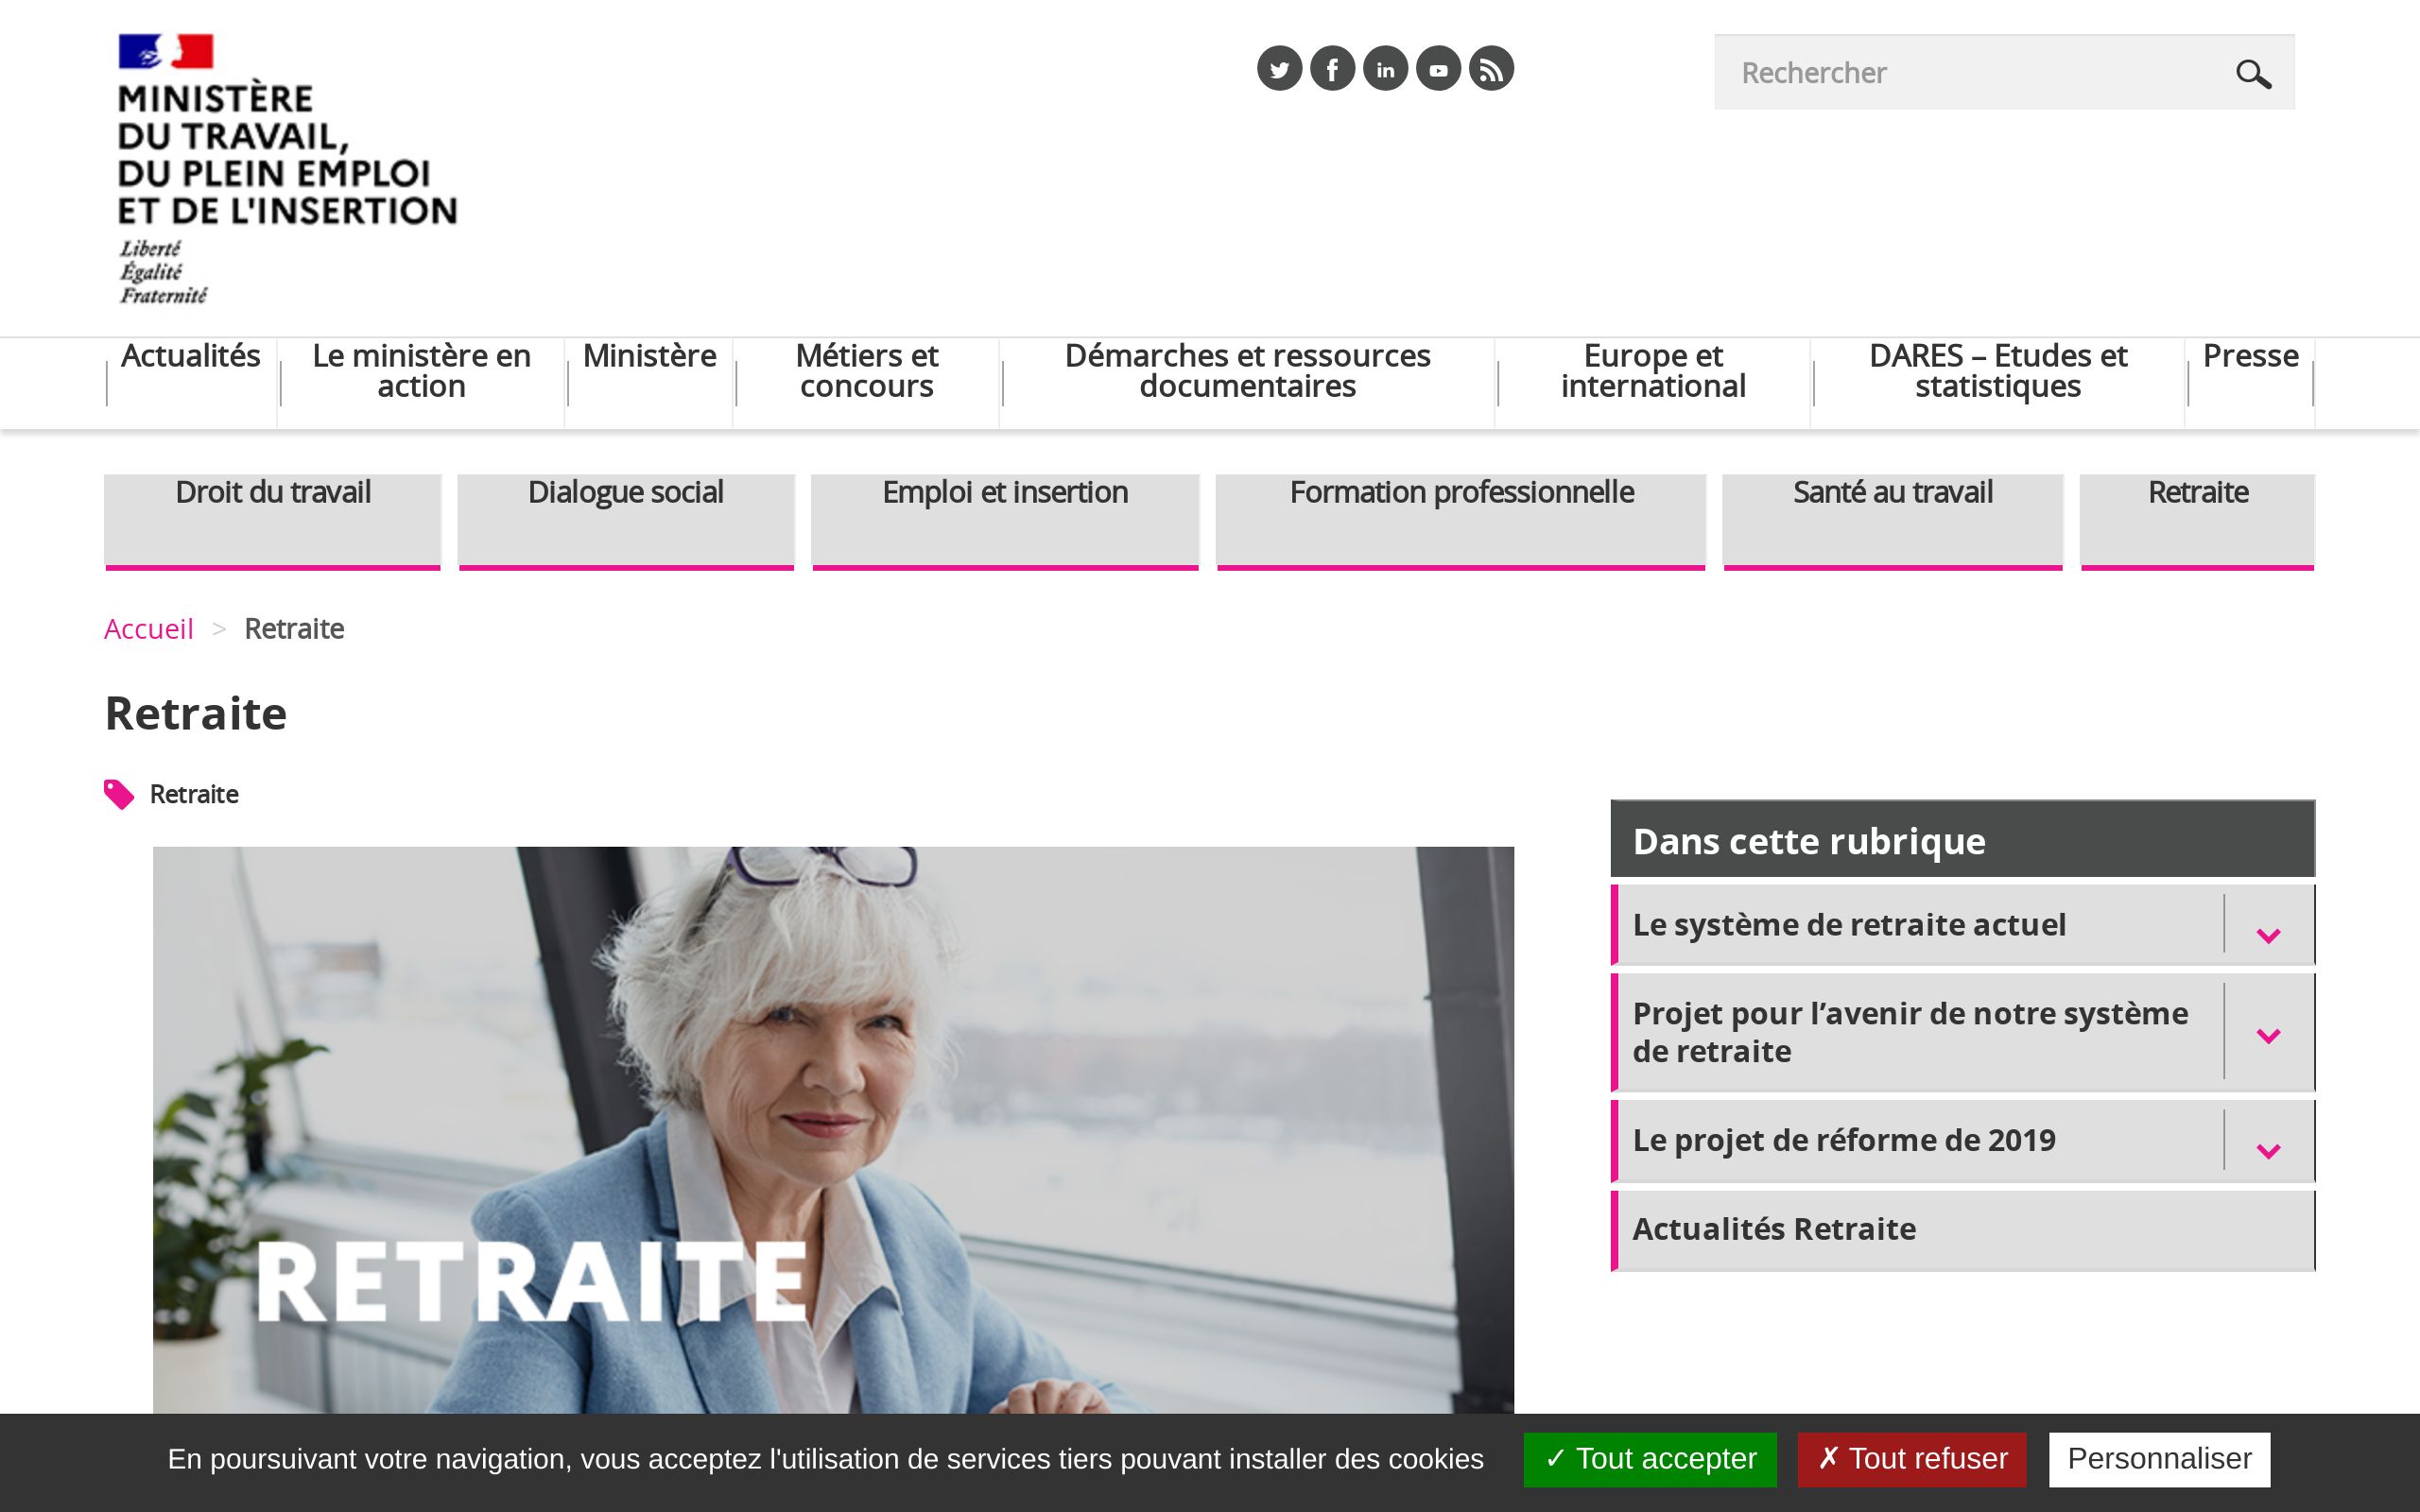 MINISTÈRE
DU TRAVAIL,
DU PLEIN EMPLOI
ET DE L'INSERTION
Liberté
Égalité
Fraternité
Rechercher
Actualités
Le ministère en
action
Ministère
Métiers et
concours
Démarches et ressources
documentaires
Europe et
international
DARES – Etudes et
statistiques
Presse
Droit du travail
Dialogue social
Emploi et insertion
Formation professionnelle
Santé au travail
Retraite
Accueil > Retraite
Retraite
Retraite
RETRAITE
Dans cette rubrique
Le système de retraite actuel
Projet pour l’avenir de notre système
de retraite
Le projet de réforme de 2019
Actualités Retraite
En poursuivant votre navigation, vous acceptez l'utilisation de services tiers pouvant installer des cookies
✓ Tout accepter
✗ Tout refuser
Personnaliser